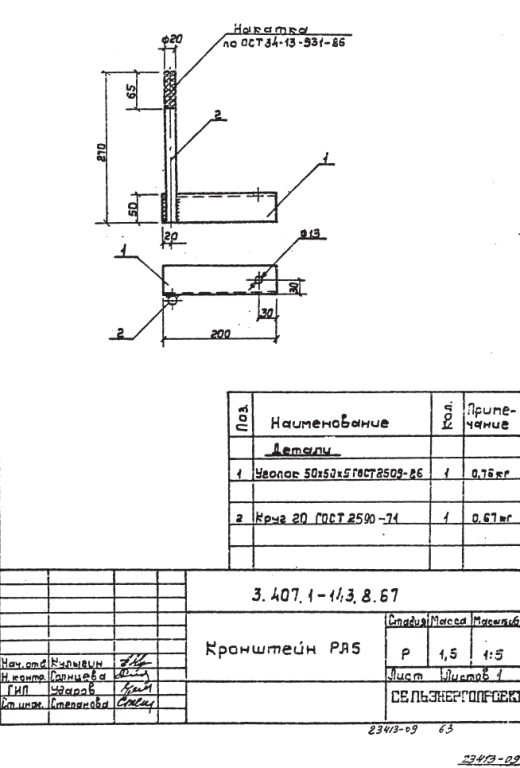 Накатка
по ОСТ 34-13-931-86
ф20
65
270
50
2
1
20
ф13
1
2
30
30
200
Поз. Наименование Кол. Приме-чание
Детали
1 Уголок 50х50х5 ГОСТ 8509-86 1 0,76 кг
2 Круг 20 ГОСТ 2590-71 1 0,67 кг
3.407.1-143.8.67
Кронштейн РА5
Стадия Масса Масштаб
Р 1,5 1:5
Лист Листов 1
СЕЛЬЭНЕРГОПРОЕКТ
Нач.отд. Кулыгин
Н.контр. Солнцева
ГИП Ударов
Ст.инж. Степанова
23413-09 63
23413-09